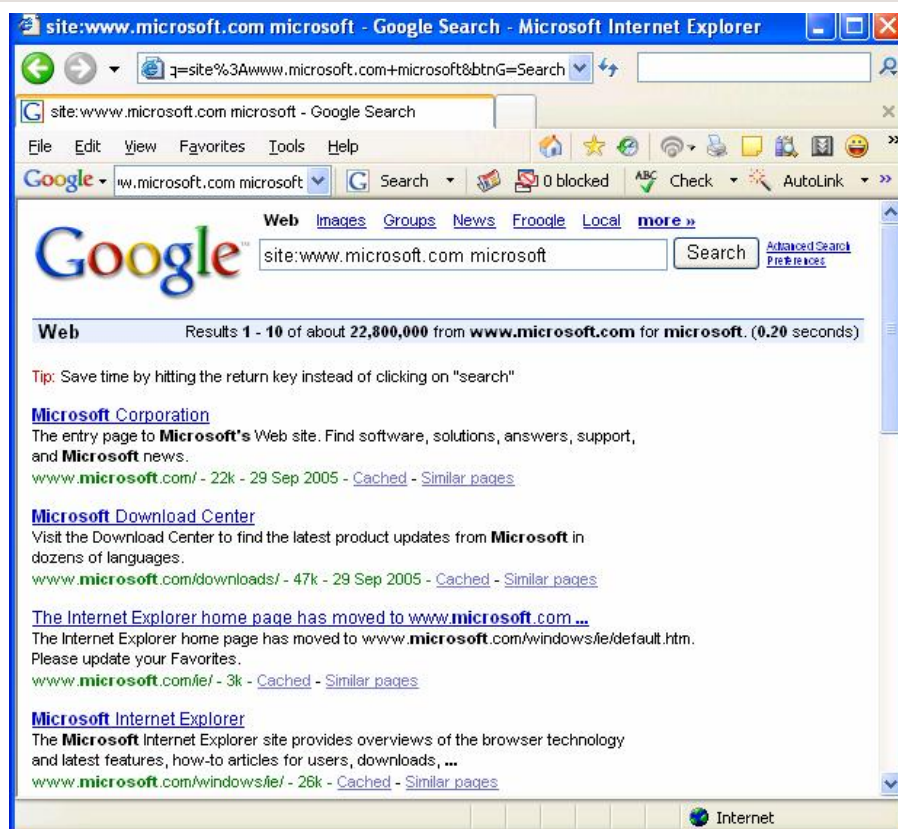 site:www.microsoft.com microsoft - Google Search - Microsoft Internet Explorer
q=site%3Awww.microsoft.com+microsoft&btnG=Search
G site:www.microsoft.com microsoft - Google Search
File Edit View Favorites Tools Help
Google w.microsoft.com microsoft G Search 0 blocked ABC Check AutoLink
Web Images Groups News Froogle Local more »
Google™ site:www.microsoft.com microsoft Search Advanced Search
Preferences
Web Results 1 - 10 of about 22,800,000 from www.microsoft.com for microsoft. (0.20 seconds)
Tip: Save time by hitting the return key instead of clicking on "search"
Microsoft Corporation
The entry page to Microsoft's Web site. Find software, solutions, answers, support,
and Microsoft news.
www.microsoft.com/ - 22k - 29 Sep 2005 - Cached - Similar pages
Microsoft Download Center
Visit the Download Center to find the latest product updates from Microsoft in
dozens of languages.
www.microsoft.com/downloads/ - 47k - 29 Sep 2005 - Cached - Similar pages
The Internet Explorer home page has moved to www.microsoft.com ...
The Internet Explorer home page has moved to www.microsoft.com/windows/ie/default.htm.
Please update your Favorites.
www.microsoft.com/ie/ - 3k - Cached - Similar pages
Microsoft Internet Explorer
The Microsoft Internet Explorer site provides overviews of the browser technology
and latest features, how-to articles for users, downloads, ...
www.microsoft.com/windows/ie/ - 26k - Cached - Similar pages
Internet